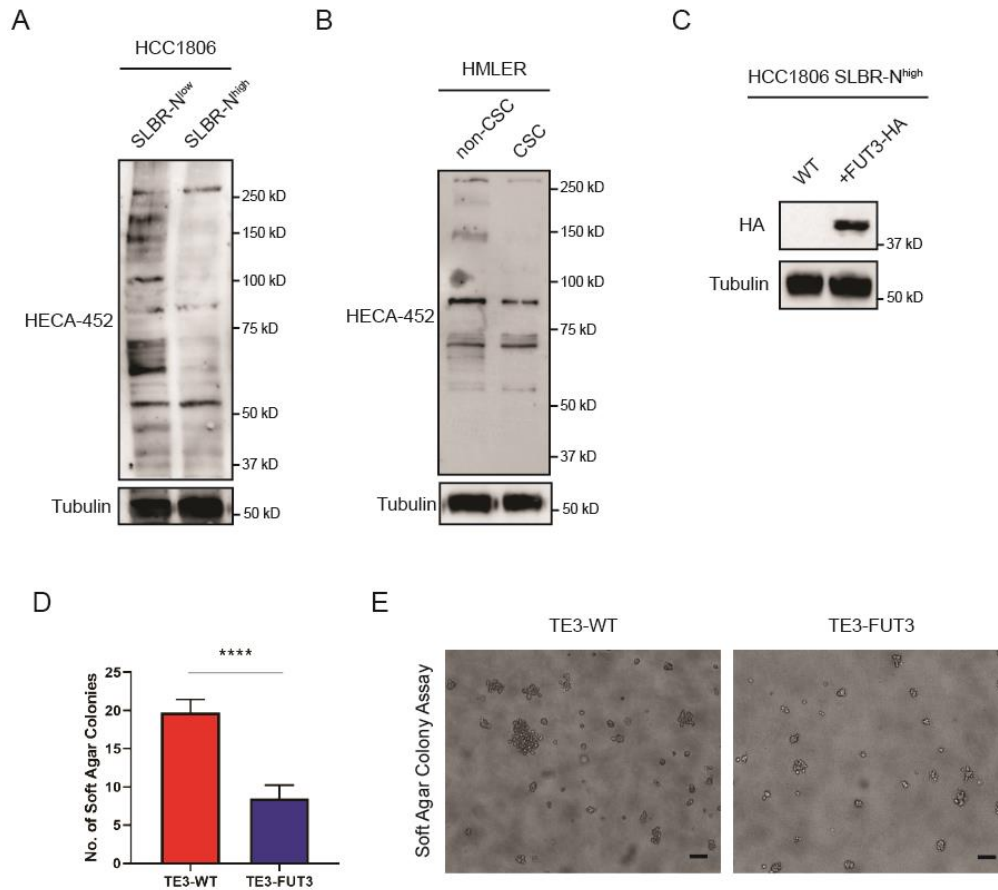 A
HCC1806
SLBR-Nlow
SLBR-Nhigh
HECA-452
250 kD
150 kD
100 kD
75 kD
50 kD
37 kD
Tubulin
50 kD
B
HMLER
non-CSC
CSC
HECA-452
250 kD
150 kD
100 kD
75 kD
50 kD
37 kD
Tubulin
50 kD
C
HCC1806 SLBR-Nhigh
WT
+FUT3-HA
HA
37 kD
Tubulin
50 kD
D
****
No. of Soft Agar Colonies
25
20
15
10
5
0
TE3-WT
TE3-FUT3
E
TE3-WT
TE3-FUT3
Soft Agar Colony Assay